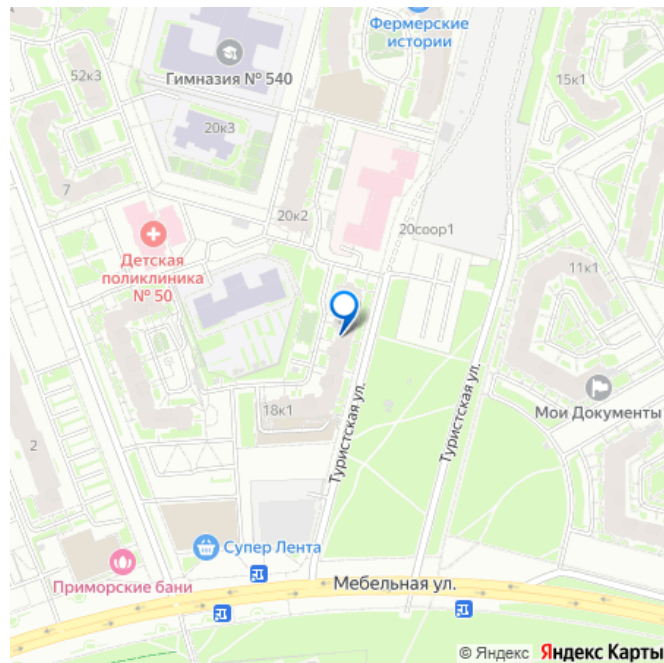 Фермерские
истории
52к3
Гимназия № 540
15к1
20к3
7
20к2
20соор1
Детская
поликлиника
№ 50
11к1
18к1
Мои Документы
Туристская ул.
Туристская ул.
2
Супер Лента
Приморские бани
Мебельная ул.
© Яндекс Яндекс Карты